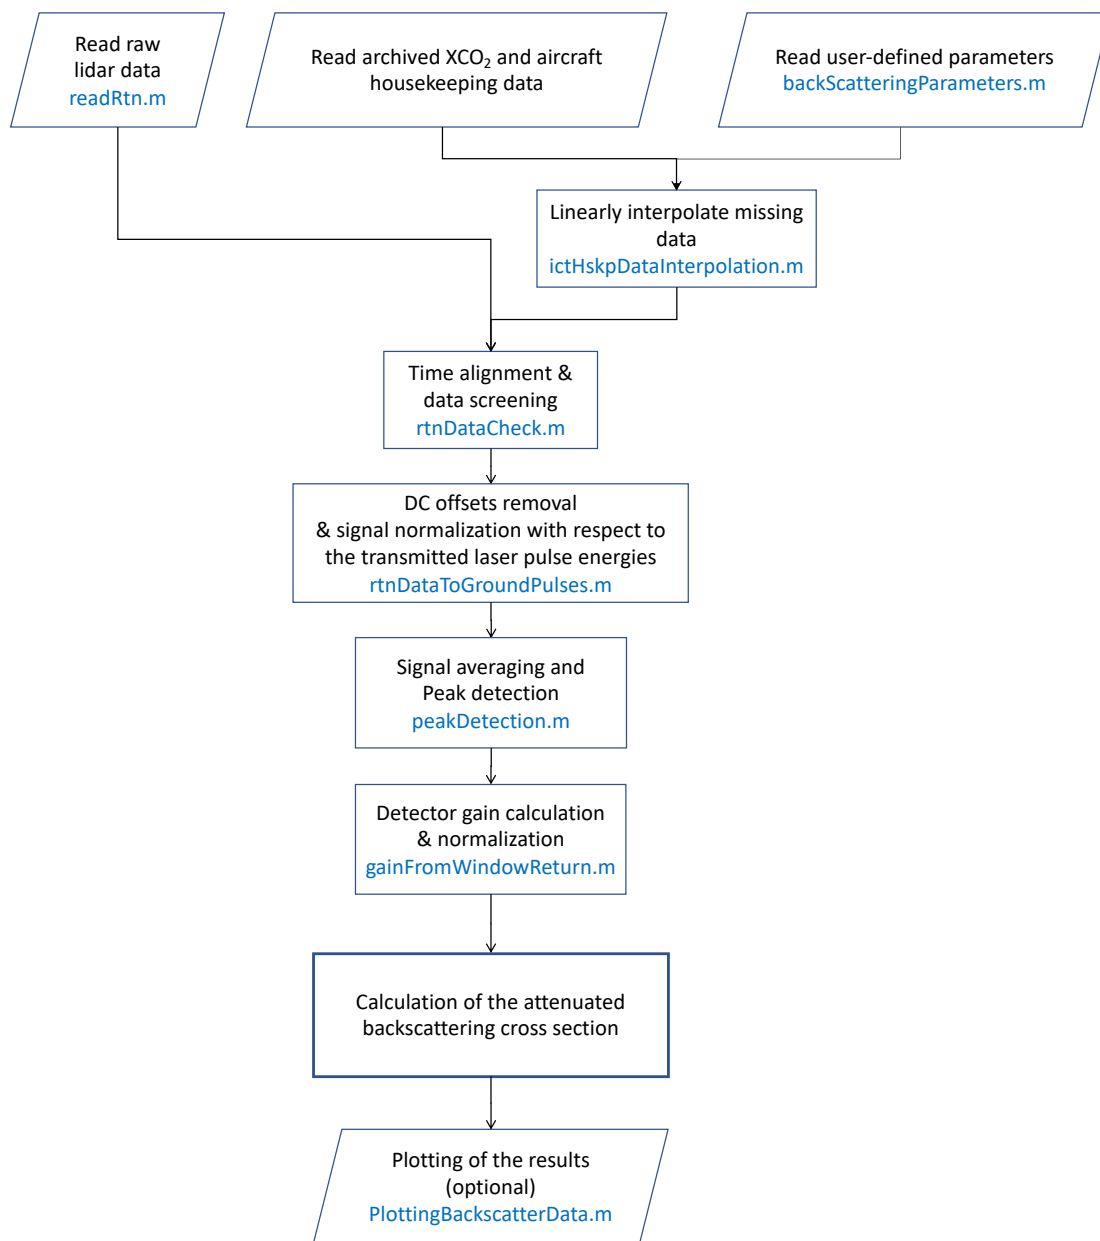 Read raw
lidar data
readRtn.m
Read archived XCO₂ and aircraft
housekeeping data
Read user-defined parameters
backScatteringParameters.m
Linearly interpolate missing
data
ictHskpDataInterpolation.m
Time alignment &
data screening
rtnDataCheck.m
DC offsets removal
& signal normalization with respect to
the transmitted laser pulse energies
rtnDataToGroundPulses.m
Signal averaging and
Peak detection
peakDetection.m
Detector gain calculation
& normalization
gainFromWindowReturn.m
Calculation of the attenuated
backscattering cross section
Plotting of the results
(optional)
PlottingBackscatterData.m